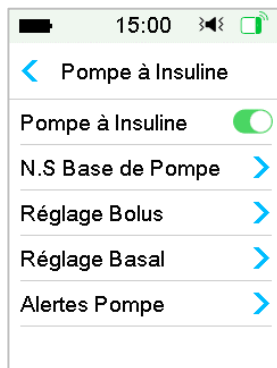 15:00
Pompe à Insuline
Pompe à Insuline
N.S Base de Pompe
Réglage Bolus
Réglage Basal
Alertes Pompe